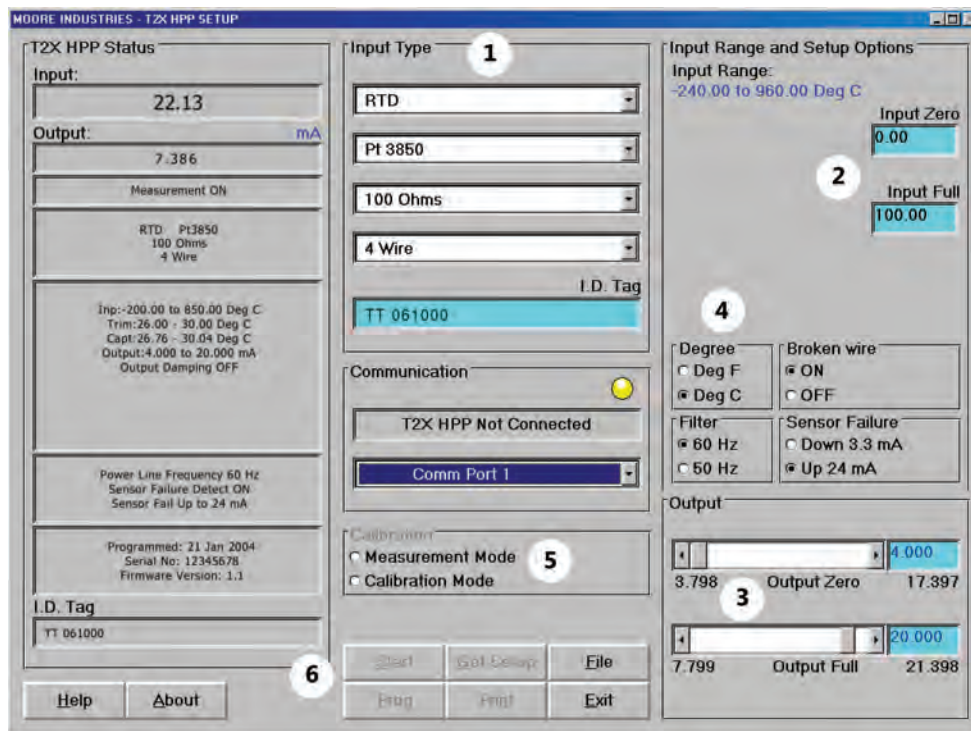 MOORE INDUSTRIES - T2X HPP SETUP
T2X HPP Status
Input:
22.13
Output: mA
7.386
Measurement ON
RTD Pt3850
100 Ohms
4 Wire
Inp:-200.00 to 850.00 Deg C
Trim:26.00 - 30.00 Deg C
Capt:26.76 - 30.04 Deg C
Output:4.000 to 20.000 mA
Output Damping OFF
Power Line Frequency 60 Hz
Sensor Failure Detect ON
Sensor Fail Up to 24 mA
Programmed: 21 Jan 2004
Serial No: 12345678
Firmware Version: 1.1
I.D. Tag
TT 061000
Help About
Input Type
1
RTD
Pt 3850
100 Ohms
4 Wire
I.D. Tag
TT 061000
Communication
T2X HPP Not Connected
Comm Port 1
Calibration
Measurement Mode
Calibration Mode
5
6
Start Get Setup File
Prog Print Exit
Input Range and Setup Options
Input Range:
-240.00 to 960.00 Deg C
Input Zero
0.00
2
Input Full
100.00
4
Degree
Deg F
Deg C
Broken wire
ON
OFF
Filter
60 Hz
50 Hz
Sensor Failure
Down 3.3 mA
Up 24 mA
Output
4.000
3.798 Output Zero 17.397
3
20.000
7.799 Output Full 21.398